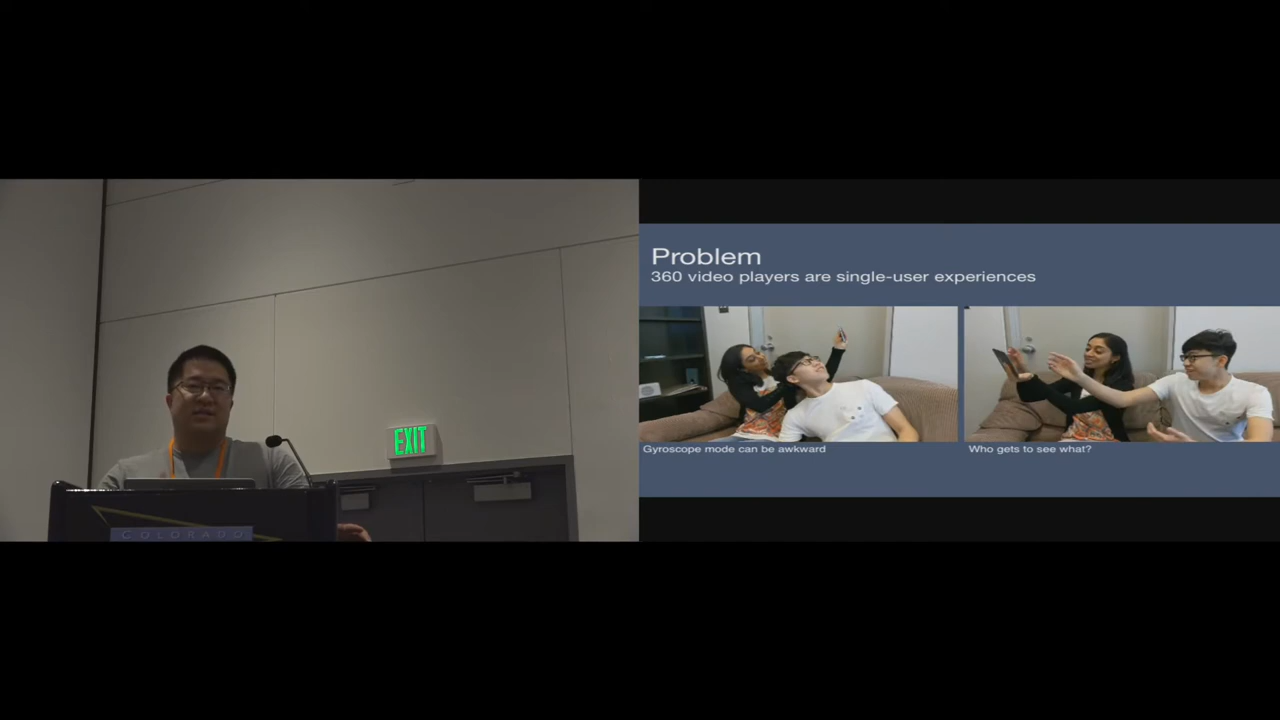 Problem
360 video players are single-user experiences
Gyroscope mode can be awkward
Who gets to see what?
EXIT
COLORADO